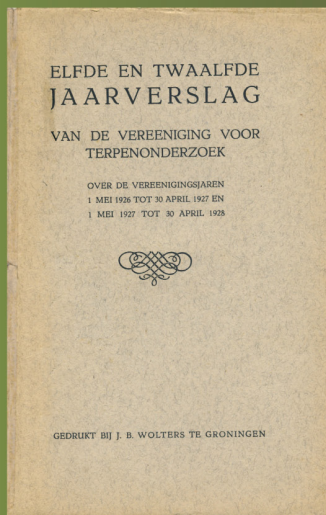 ELFDE EN TWAALFDE
JAARVERSLAG
VAN DE VEREENIGING VOOR
TERPENONDERZOEK
OVER DE VEREENIGINGSJAREN
1 MEI 1926 TOT 30 APRIL 1927 EN
1 MEI 1927 TOT 30 APRIL 1928
GEDRUKT BIJ J. B. WOLTERS TE GRONINGEN